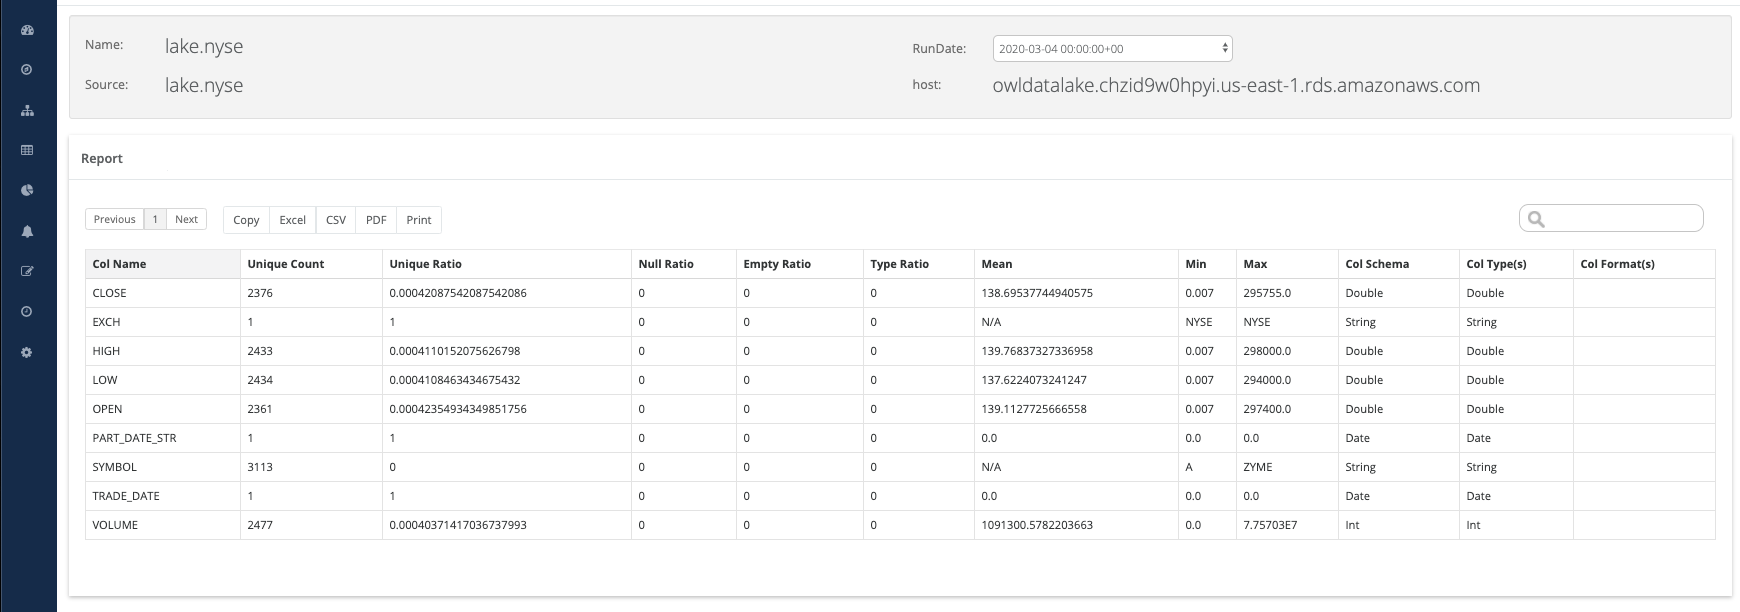 Name: lake.nyse RunDate: 2020-03-04 00:00:00+00
Source: lake.nyse host: owldatalake.chzid9w0hpyi.us-east-1.rds.amazonaws.com
Report
Previous 1 Next Copy Excel CSV PDF Print
Col Name Unique Count Unique Ratio Null Ratio Empty Ratio Type Ratio Mean Min Max Col Schema Col Type(s) Col Format(s)
CLOSE 2376 0.00042087542087542086 0 0 0 138.69537744940575 0.007 295755.0 Double Double
EXCH 1 1 0 0 0 N/A NYSE NYSE String String
HIGH 2433 0.0004110152075626798 0 0 0 139.76837327336958 0.007 298000.0 Double Double
LOW 2434 0.0004108463434675432 0 0 0 137.6224073241247 0.007 294000.0 Double Double
OPEN 2361 0.00042354934349851756 0 0 0 139.1127725666558 0.007 297400.0 Double Double
PART_DATE_STR 1 1 0 0 0 0.0 0.0 0.0 Date Date
SYMBOL 3113 0 0 0 0 N/A A ZYME String String
TRADE_DATE 1 1 0 0 0 0.0 0.0 0.0 Date Date
VOLUME 2477 0.00040371417036737993 0 0 0 1091300.5782203663 0.0 7.75703E7 Int Int